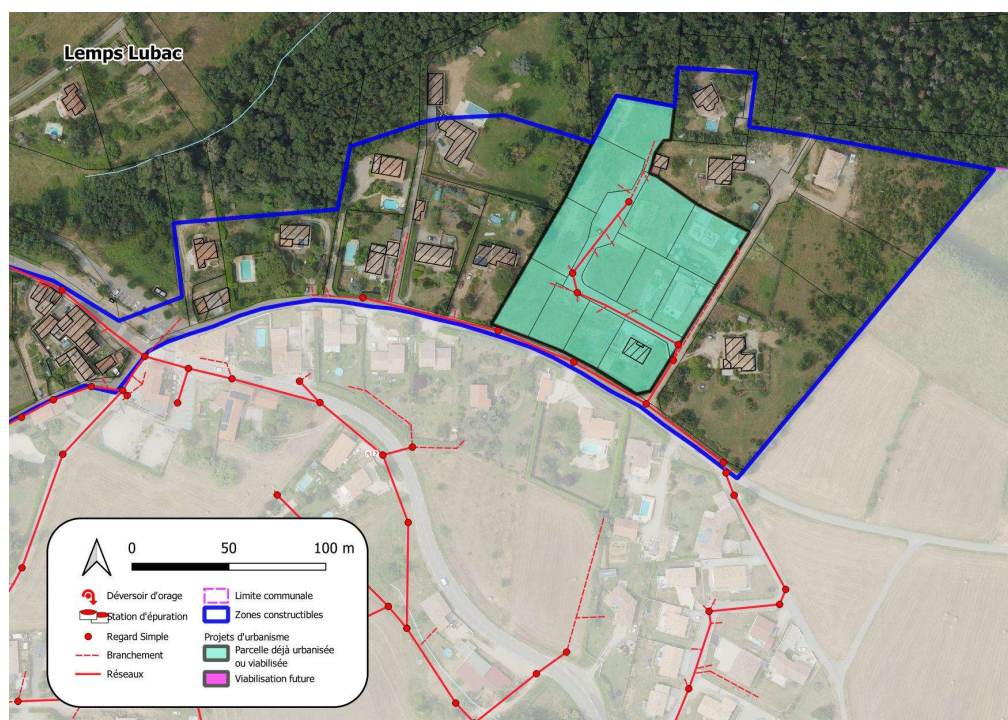 Lemps Lubac
0 50 100 m
Déversoir d'orage
Station d'épuration
Regard Simple
Branchement
Réseaux
Limite communale
Zones constructibles
Projets d'urbanisme
Parcelle déjà urbanisée
ou viabilisée
Viabilisation future